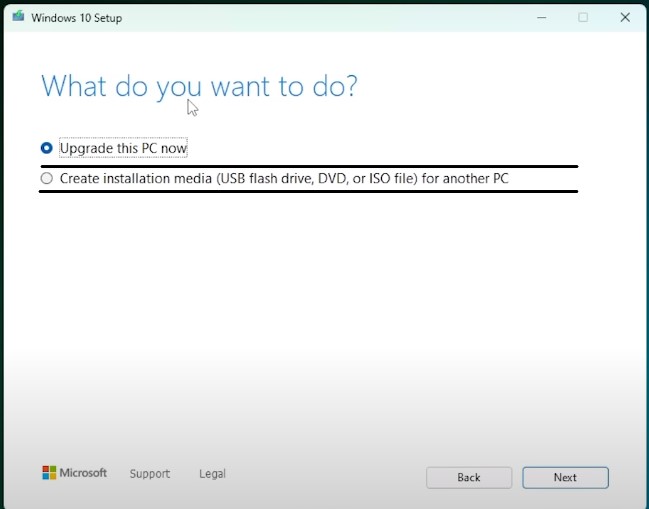 Windows 10 Setup
What do you want to do?
Upgrade this PC now
Create installation media (USB flash drive, DVD, or ISO file) for another PC
Microsoft Support Legal
Back Next